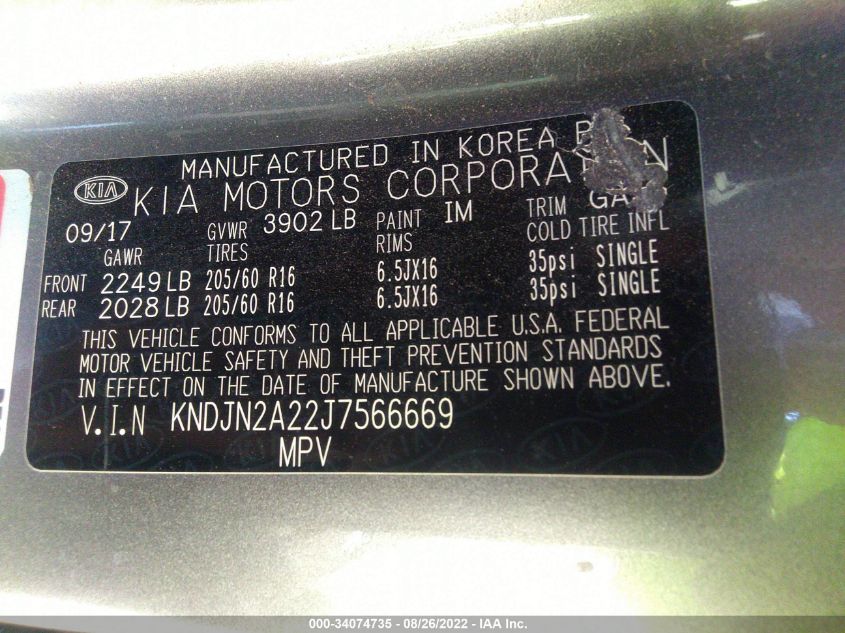 MANUFACTURED IN KOREA
KIA KIA MOTORS CORPORATION
09/17 GVWR 3902 LB PAINT IM TRIM
GAWR TIRES RIMS COLD TIRE INFL
FRONT 2249 LB 205/60 R16 6.5JX16 35psi SINGLE
REAR 2028 LB 205/60 R16 6.5JX16 35psi SINGLE
THIS VEHICLE CONFORMS TO ALL APPLICABLE U.S.A. FEDERAL
MOTOR VEHICLE SAFETY AND THEFT PREVENTION STANDARDS
IN EFFECT ON THE DATE OF MANUFACTURE SHOWN ABOVE.
V.I.N KNDJN2A22J7566669
MPV
000-34074735 - 08/26/2022 - IAA Inc.